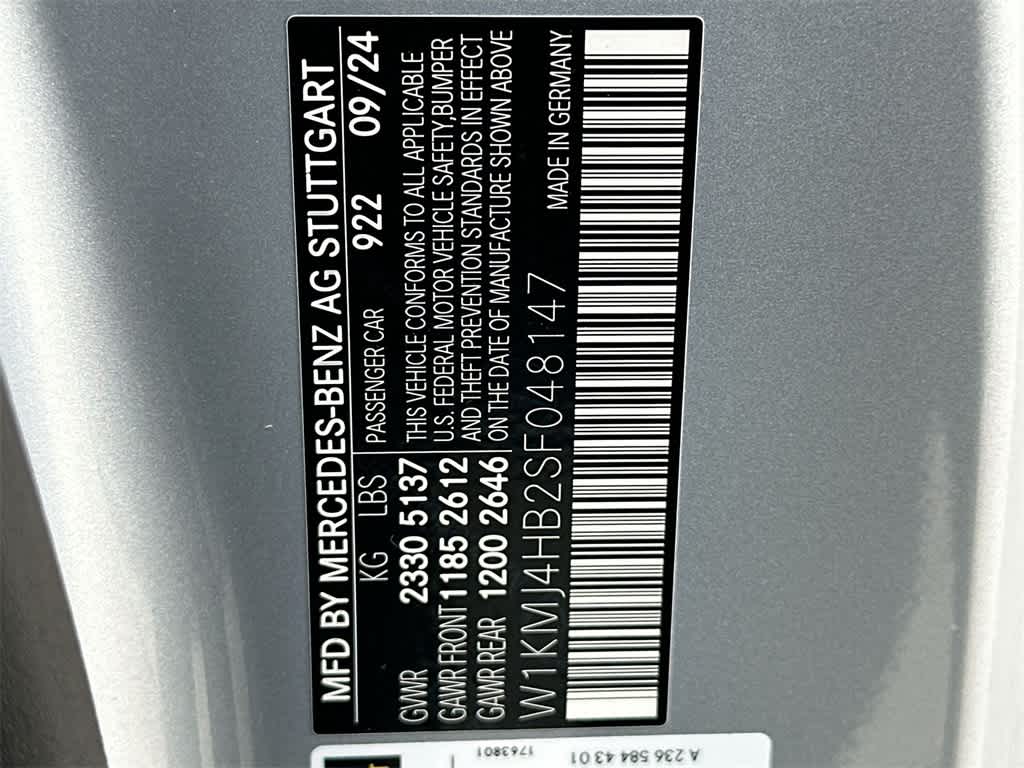 MFD BY MERCEDES-BENZ AG STUTTGART
KG LBS PASSENGER CAR 922 09/24
GWR 2330 5137 THIS VEHICLE CONFORMS TO ALL APPLICABLE
GAWR FRONT 1185 2612 U.S. FEDERAL MOTOR VEHICLE SAFETY,BUMPER
GAWR REAR 1200 2646 AND THEFT PREVENTION STANDARDS IN EFFECT
ON THE DATE OF MANUFACTURE SHOWN ABOVE
W1KMJ4HB2SF048147 MADE IN GERMANY
A 236 584 43 01
1763801